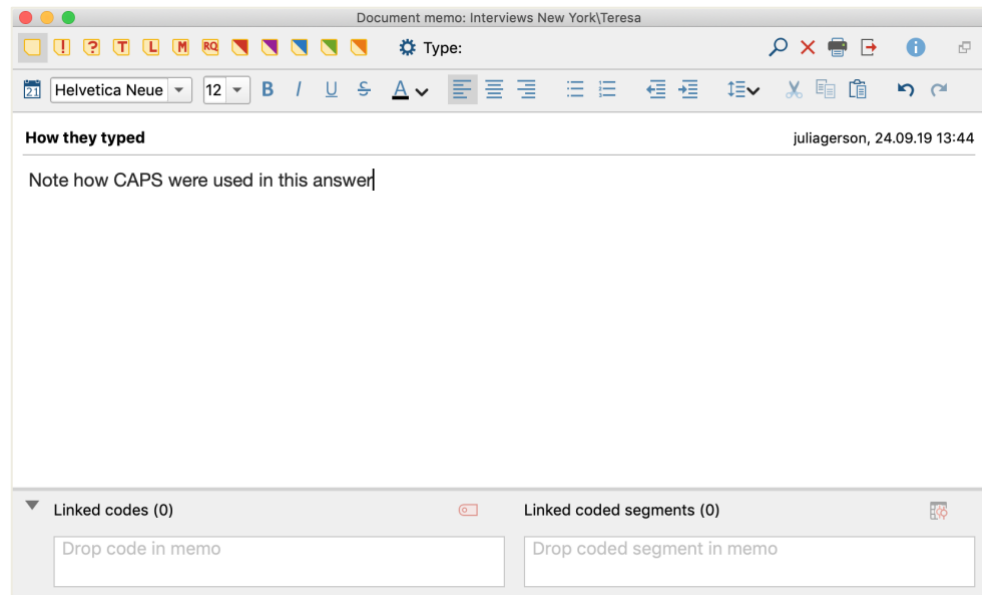 Document memo: Interviews New York\Teresa
! ? T L M RQ Type:
21 Helvetica Neue 12 B I U S A
How they typed juliagerson, 24.09.19 13:44
Note how CAPS were used in this answer
Linked codes (0) Linked coded segments (0)
Drop code in memo Drop coded segment in memo